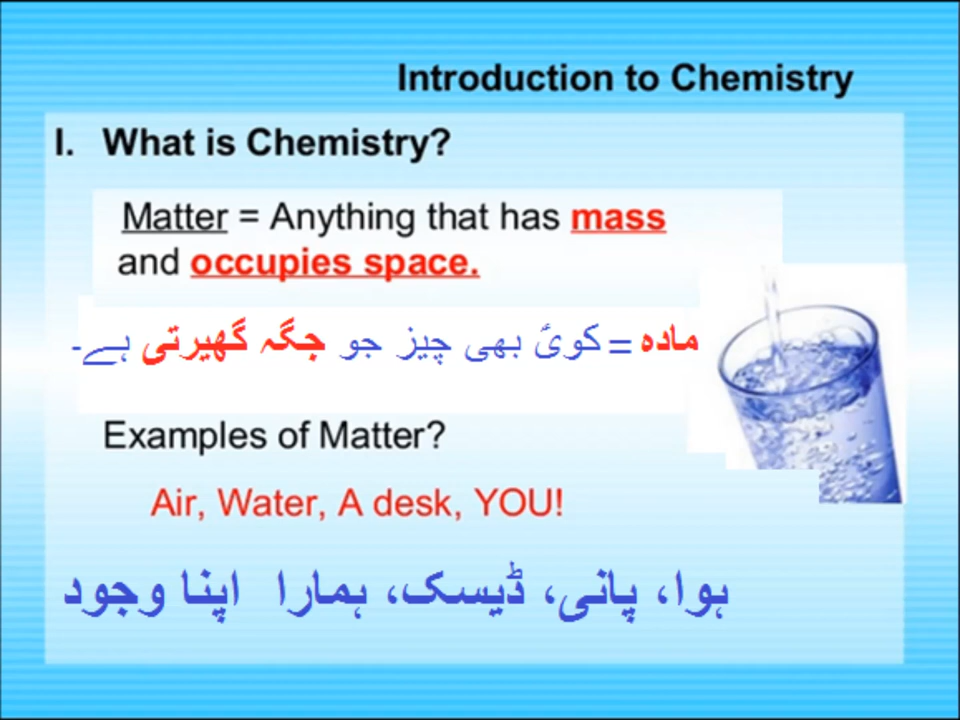 Introduction to Chemistry
I. What is Chemistry?
Matter = Anything that has mass
and occupies space.
مادہ = کوئ بھی چیز جو جگہ گھیرتی ہے۔
Examples of Matter?
Air, Water, A desk, YOU!
ہوا، پانی، ڈیسک، ہمارا اپنا وجود